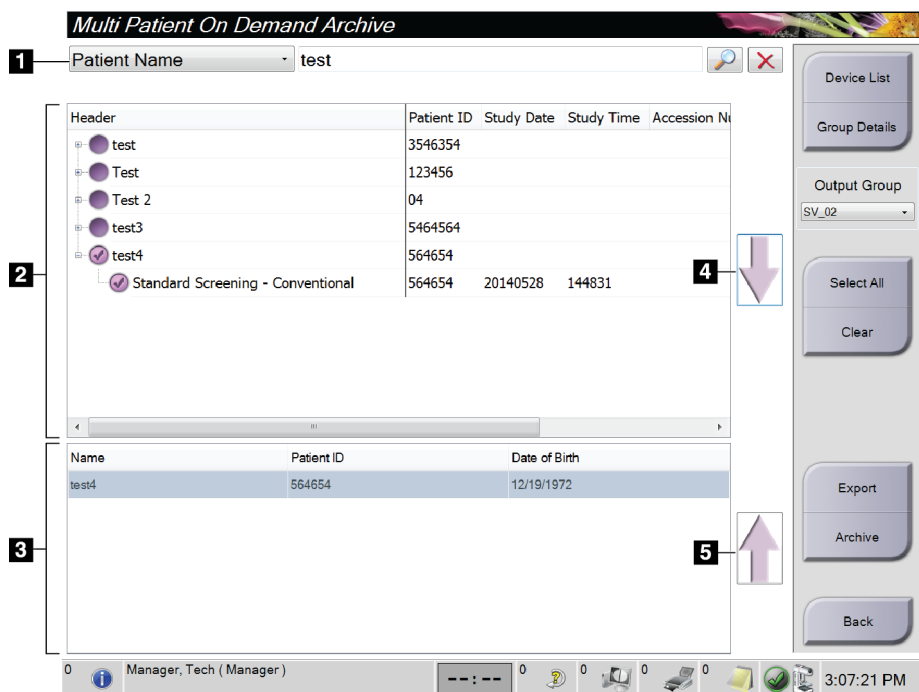 Multi Patient On Demand Archive
1 Patient Name test
Device List
Group Details
Output Group
SV_02
Select All
Clear
Export
Archive
Back
2
Header Patient ID Study Date Study Time Accession Nu
test 3546354
Test 123456
Test 2 04
test3 5464564
test4 564654
Standard Screening - Conventional 564654 20140528 144831
4
3
Name Patient ID Date of Birth
test4 564654 12/19/1972
5
0 Manager, Tech ( Manager ) --:-- 0 0 0 0 3:07:21 PM